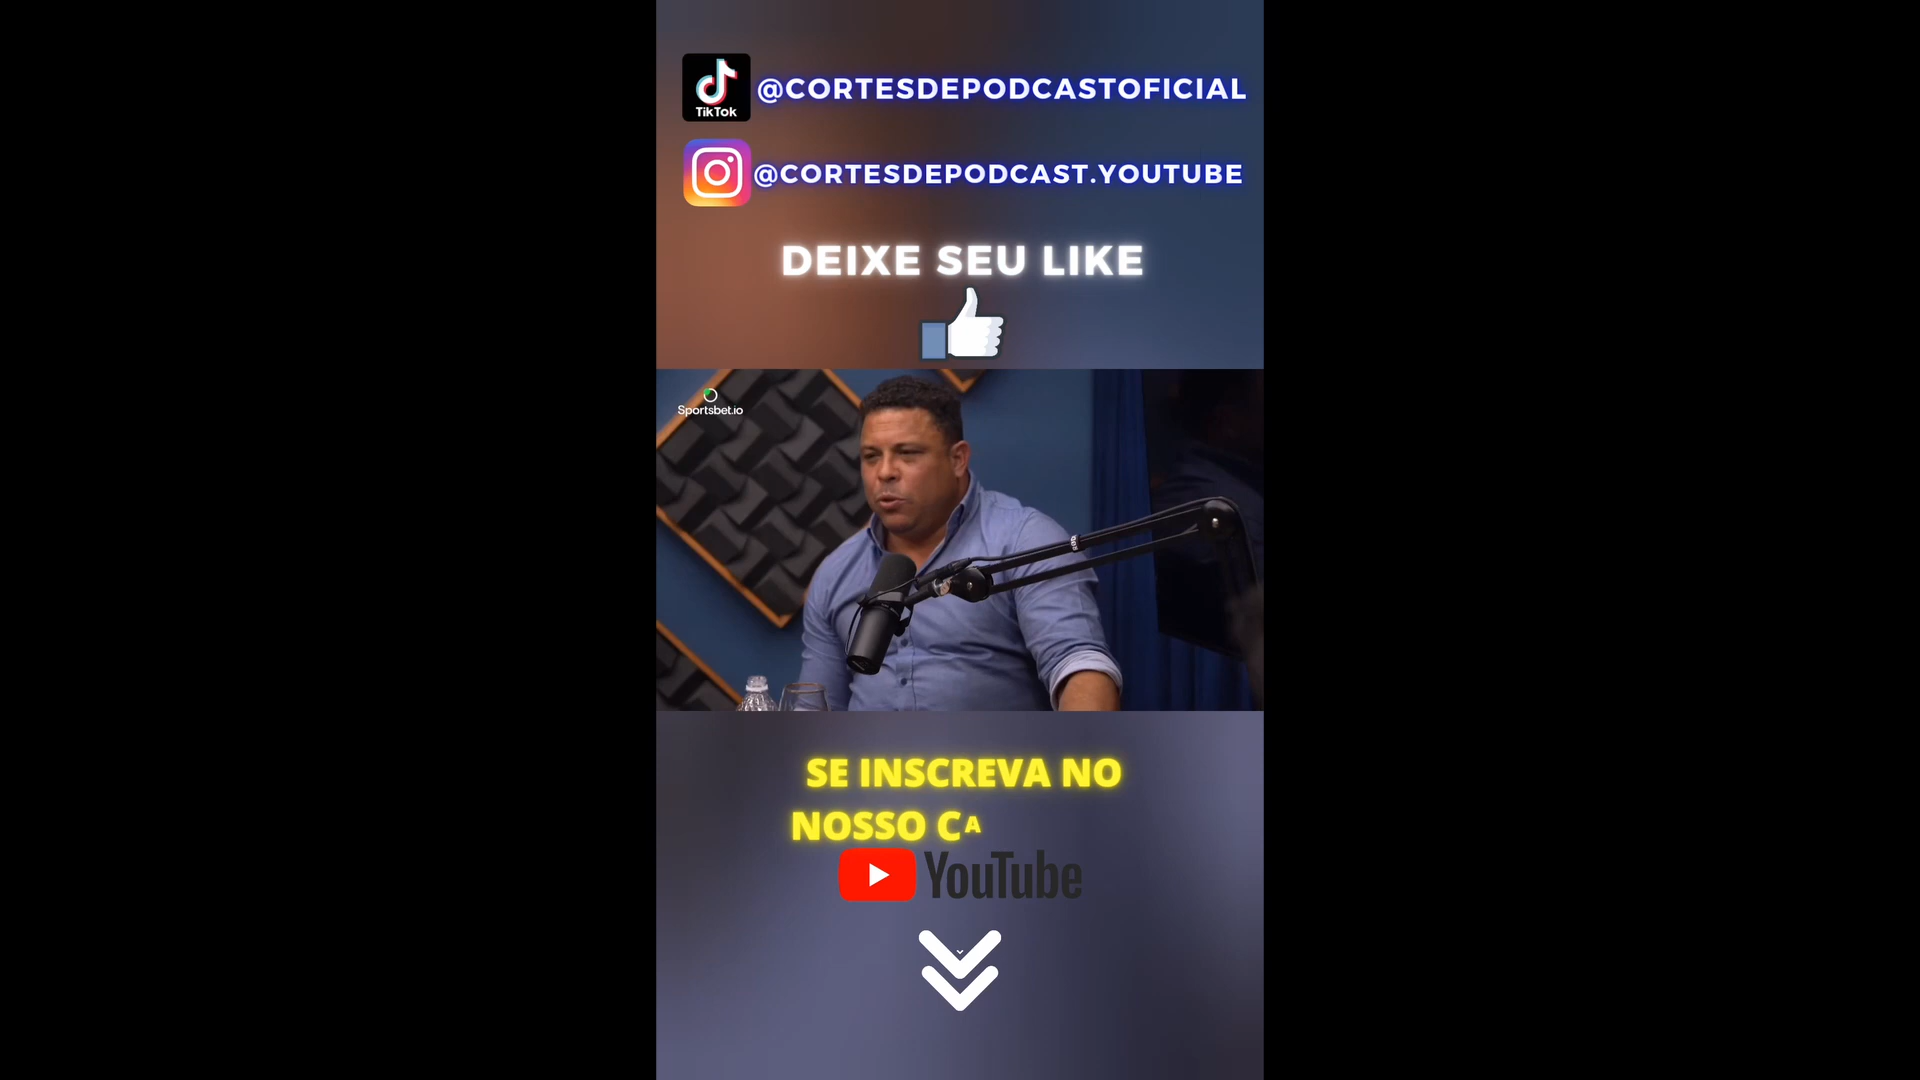 TikTok
@CORTESDEPODCASTOFICIAL
@CORTESDEPODCAST.YOUTUBE
DEIXE SEU LIKE
Sportsbet.io
SE INSCREVA NO
NOSSO CA
YouTube